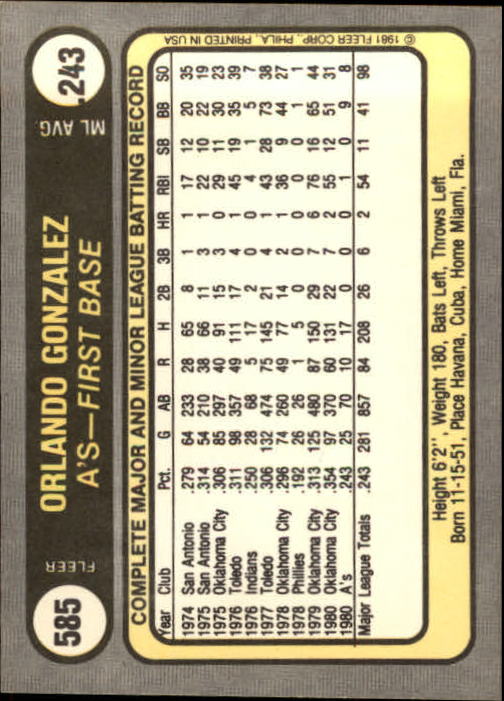 585
FLEER
ORLANDO GONZALEZ
A'S—FIRST BASE
ML AVG.
.243
COMPLETE MAJOR AND MINOR LEAGUE BATTING RECORD
Year Club Pct. G AB R H 2B 3B HR RBI SB BB SO
1974 San Antonio .279 64 233 28 65 8 1 1 17 12 20 35
1975 San Antonio .314 54 210 38 66 11 3 0 22 10 22 19
1975 Oklahoma City .306 85 297 40 91 15 3 0 29 11 30 23
1976 Toledo .311 98 357 49 111 17 4 1 45 19 35 39
1976 Indians .250 28 68 5 17 2 0 0 4 1 5 7
1977 Toledo .306 132 474 75 145 21 4 1 43 28 73 38
1978 Oklahoma City .296 74 260 49 77 14 2 1 36 9 44 27
1978 Phillies .192 26 26 1 5 0 0 0 0 0 1 1
1979 Oklahoma City .313 125 480 87 150 29 7 6 76 16 65 44
1980 Oklahoma City .354 97 370 60 131 22 7 2 55 12 51 31
1980 A's .243 25 70 10 17 0 0 0 1 0 9 8
Major League Totals .243 281 857 84 208 26 6 2 54 11 41 98
Height 6'2", Weight 180, Bats Left, Throws Left
Born 11-15-51, Place Havana, Cuba, Home Miami, Fla.
© 1981 FLEER CORP., PHILA., PRINTED IN USA